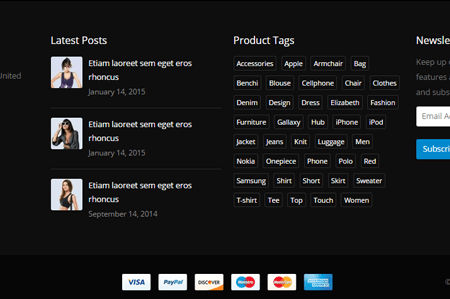 United
Latest Posts
Etiam laoreet sem eget eros
rhoncus
January 14, 2015
Etiam laoreet sem eget eros
rhoncus
January 14, 2015
Etiam laoreet sem eget eros
rhoncus
September 14, 2014
Product Tags
Accessories Apple Armchair Bag
Benchi Blouse Cellphone Chair Clothes
Denim Design Dress Elizabeth Fashion
Furniture Gallaxy Hub iPhone iPod
Jacket Jeans Knit Luggage Men
Nokia Onepiece Phone Polo Red
Samsung Shirt Short Skirt Sweater
T-shirt Tee Top Touch Women
Newsle
Keep up
features a
and subs
Email A
Subscri
VISA PayPal DISCOVER Maestro MasterCard
©